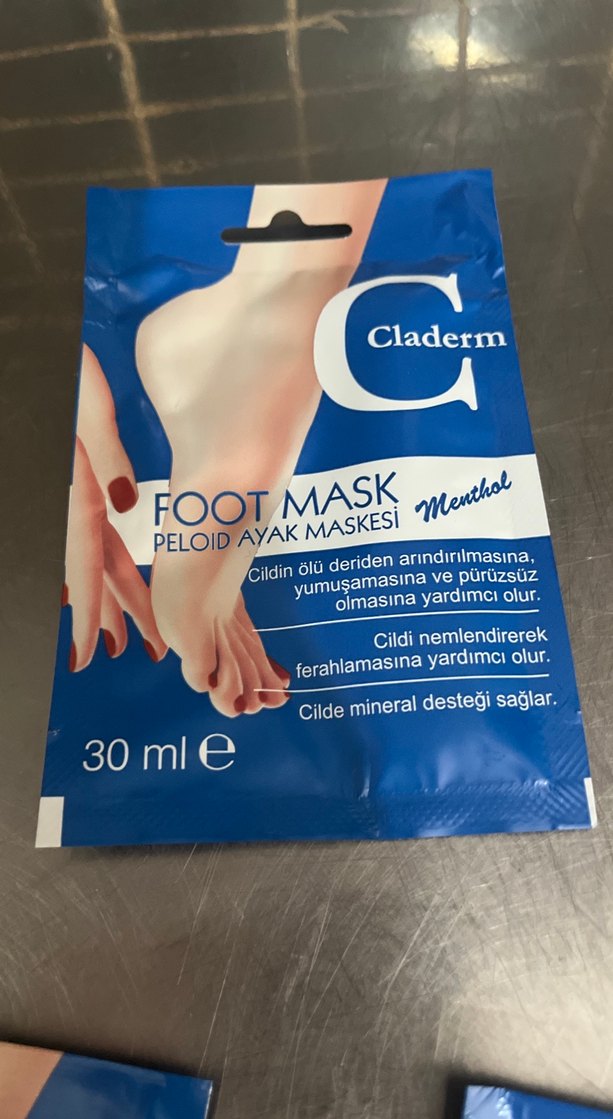 Claderm
FOOT MASK
Menthol
PELOID AYAK MASKESİ
Cildin ölü deriden arındırılmasına,
yumuşamasına ve pürüzsüz
olmasına yardımcı olur.
Cildi nemlendirerek
ferahlamasına yardımcı olur.
Cilde mineral desteği sağlar.
30 ml e